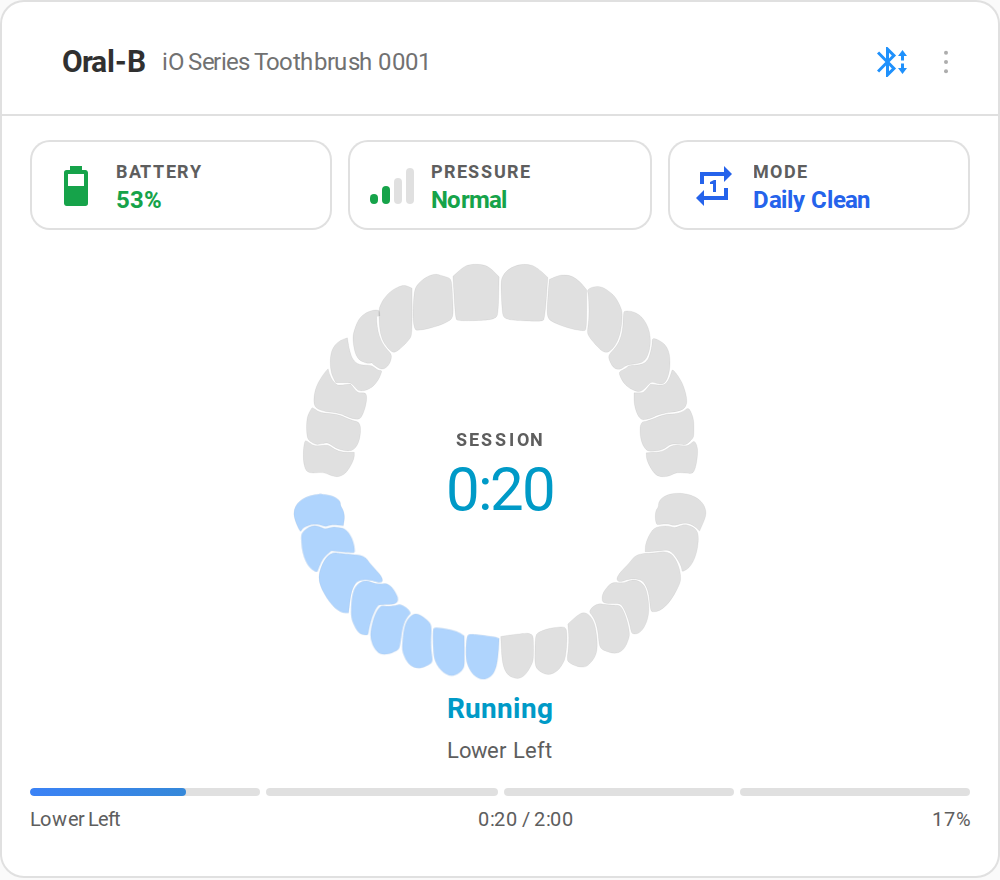 Oral-B iO Series Toothbrush 0001
BATTERY
53%
PRESSURE
Normal
1
MODE
Daily Clean
SESSION
0:20
Running
Lower Left
Lower Left 0:20 / 2:00 17%